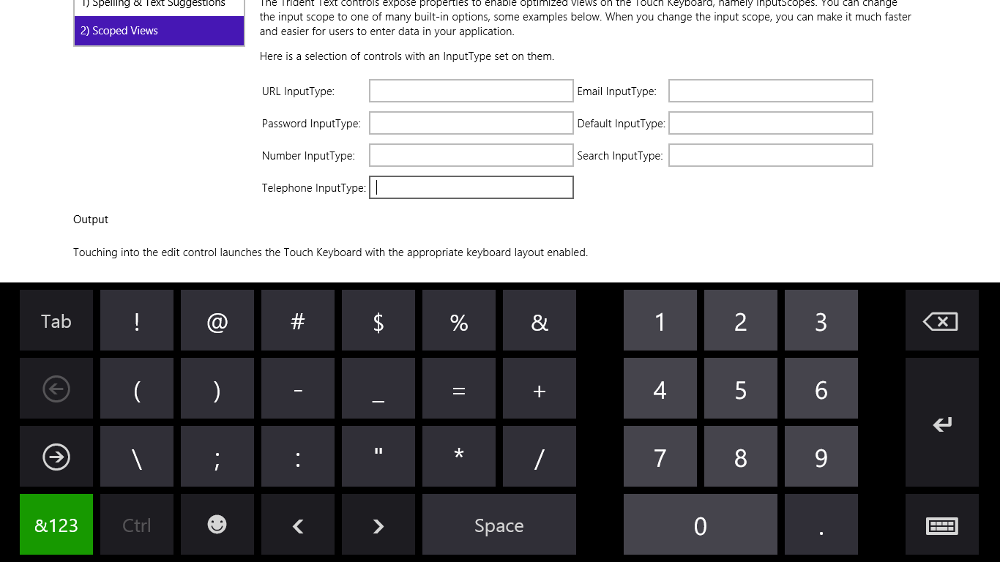 1) Spelling & Text Suggestions
2) Scoped Views
The Trident Text controls expose properties to enable optimized views on the Touch Keyboard, namely InputScopes. You can change
the input scope to one of many built-in options, some examples below. When you change the input scope, you can make it much faster
and easier for users to enter data in your application.
Here is a selection of controls with an InputType set on them.
URL InputType: Email InputType:
Password InputType: Default InputType:
Number InputType: Search InputType:
Telephone InputType:
Output
Touching into the edit control launches the Touch Keyboard with the appropriate keyboard layout enabled.
Tab ! @ # $ % & 1 2 3
( ) - _ = + 4 5 6
\ ; : " * / 7 8 9
&123 Ctrl < > Space 0 .